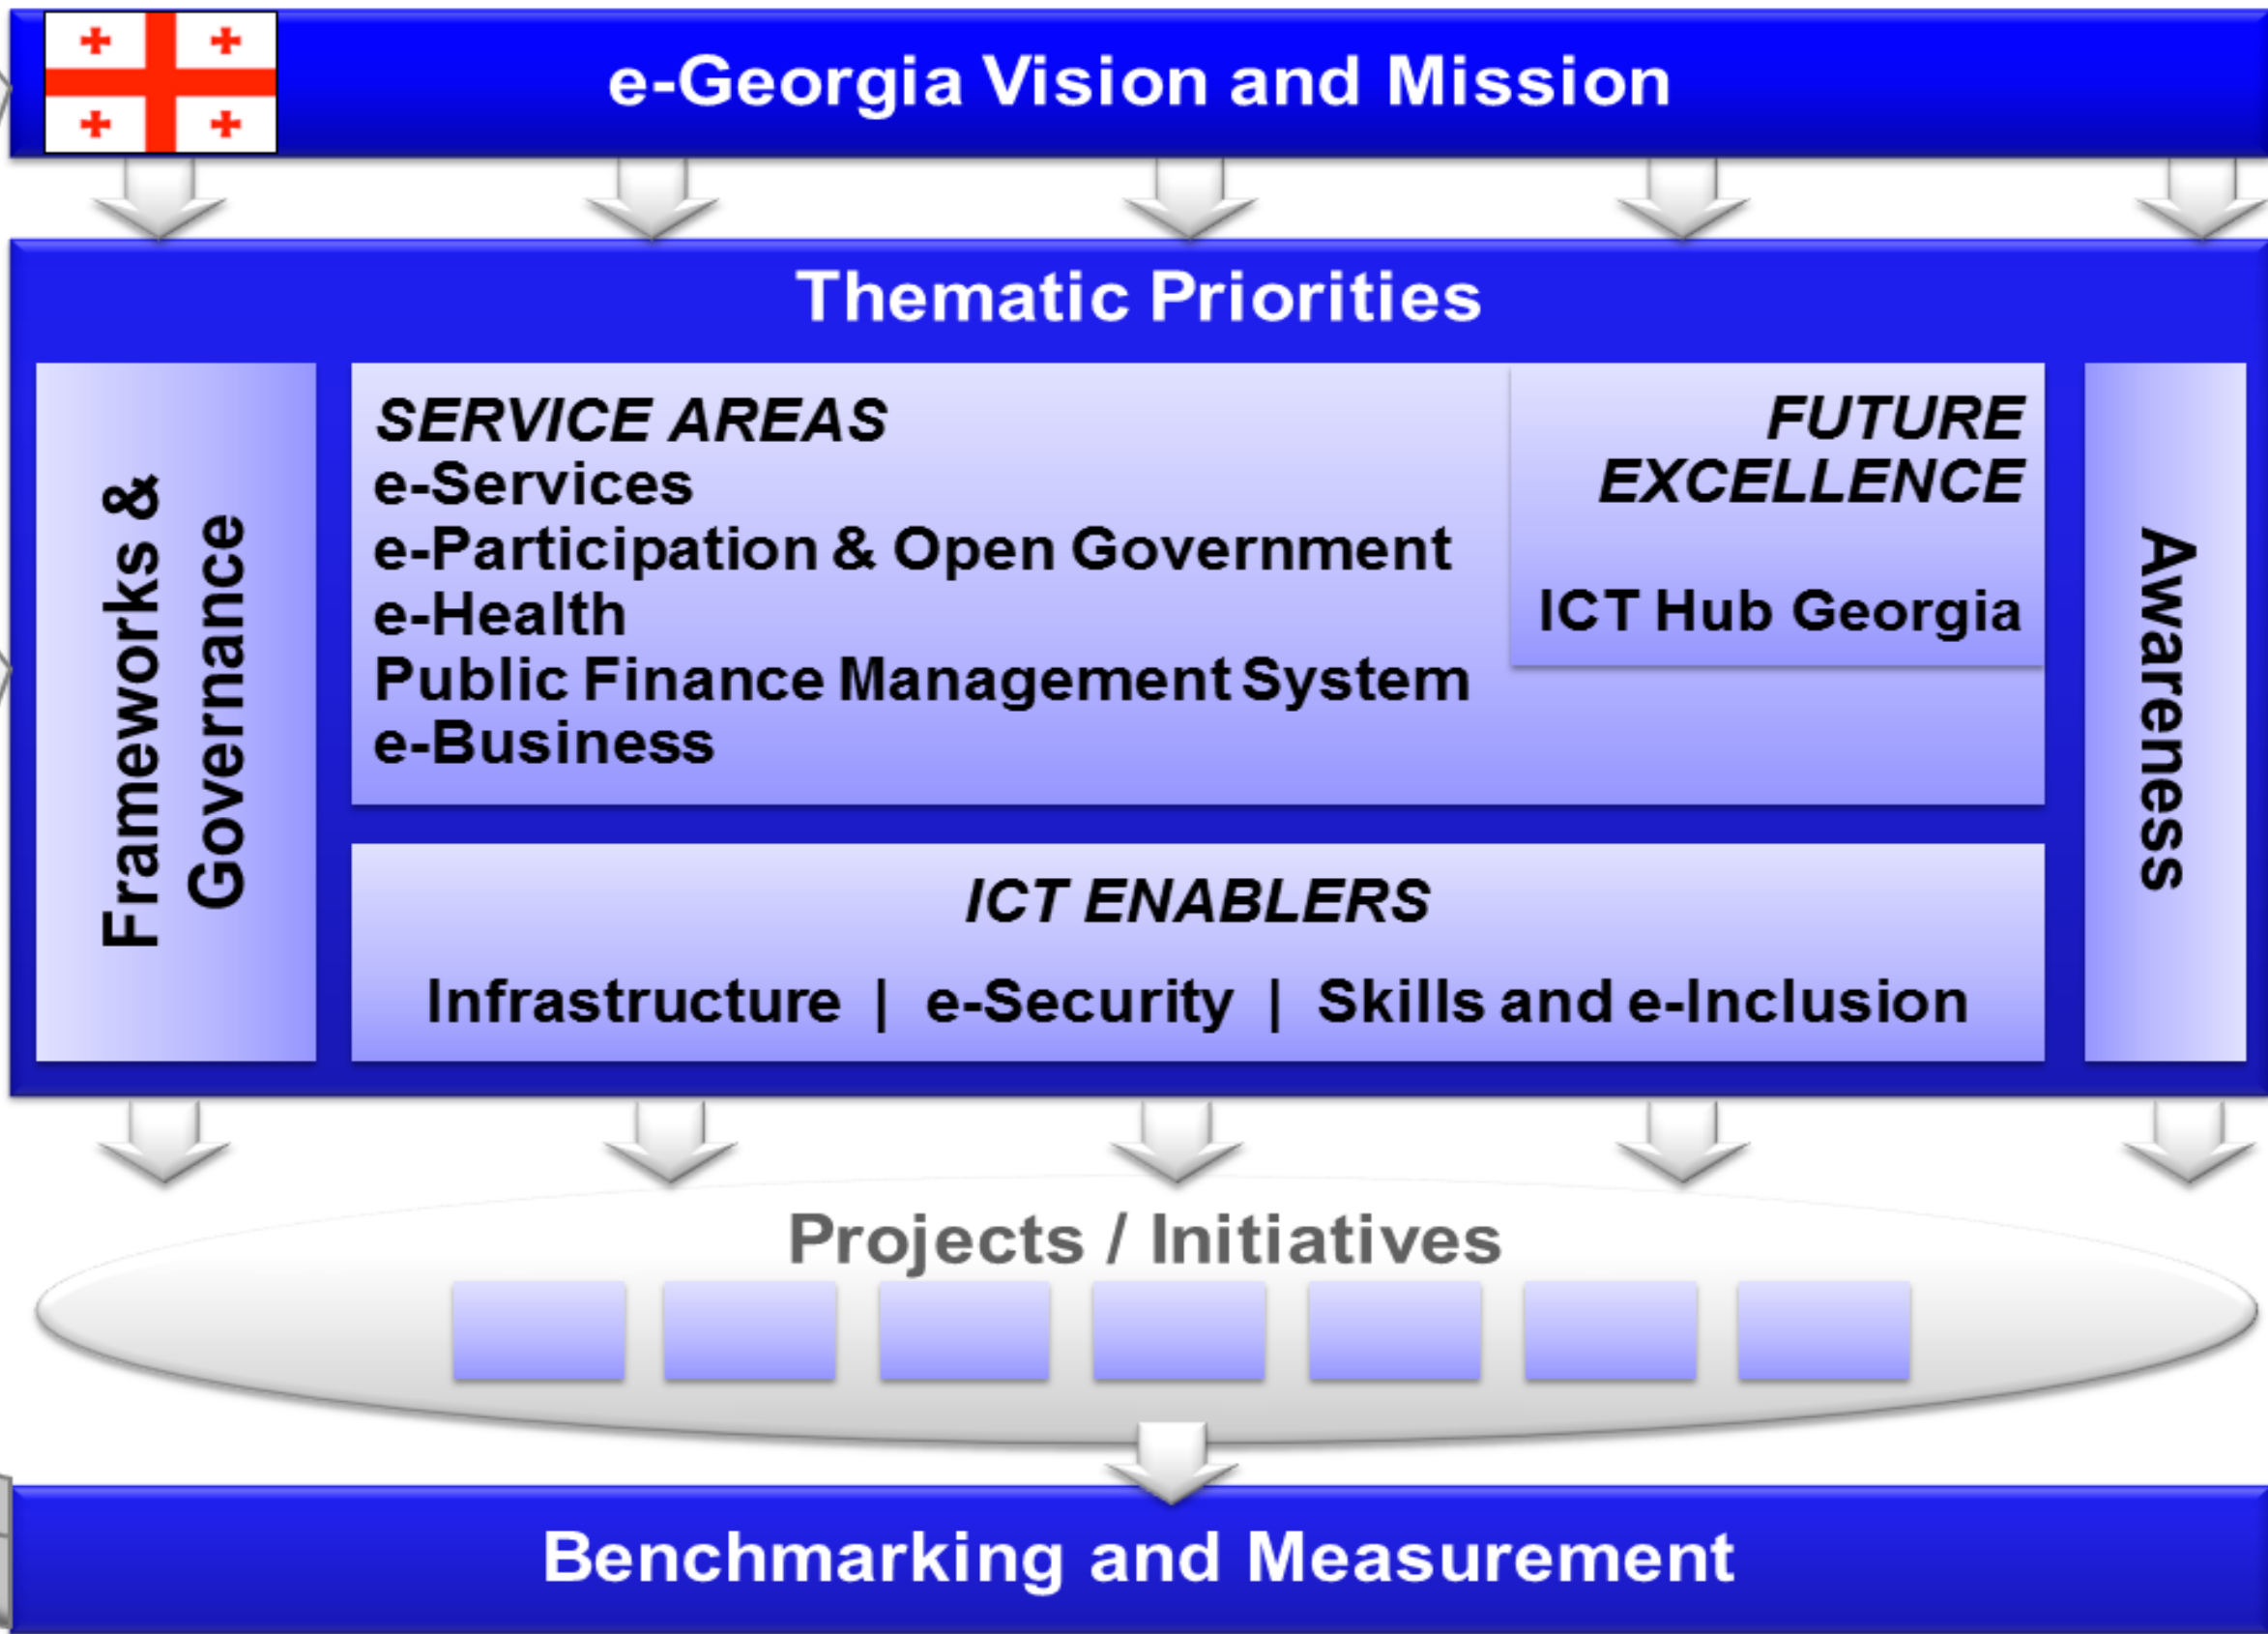 e-Georgia Vision and Mission
Thematic Priorities
Frameworks &
Governance
SERVICE AREAS
e-Services
e-Participation & Open Government
e-Health
Public Finance Management System
e-Business
FUTURE
EXCELLENCE
ICT Hub Georgia
Awareness
ICT ENABLERS
Infrastructure | e-Security | Skills and e-Inclusion
Projects / Initiatives
Benchmarking and Measurement